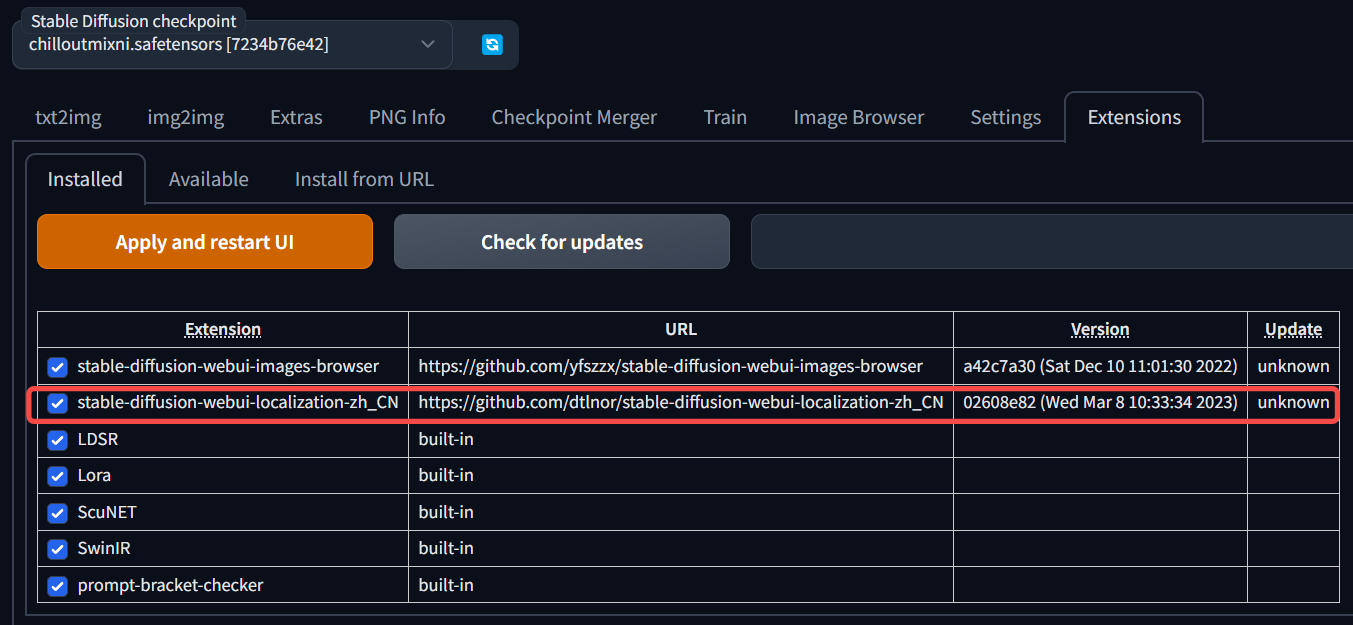 Stable Diffusion checkpoint
chilloutmixni.safetensors [7234b76e42]
txt2img img2img Extras PNG Info Checkpoint Merger Train Image Browser Settings Extensions
Installed Available Install from URL
Apply and restart UI Check for updates
Extension URL Version Update
stable-diffusion-webui-images-browser https://github.com/yfszzx/stable-diffusion-webui-images-browser a42c7a30 (Sat Dec 10 11:01:30 2022) unknown
stable-diffusion-webui-localization-zh_CN https://github.com/dtlnor/stable-diffusion-webui-localization-zh_CN 02608e82 (Wed Mar 8 10:33:34 2023) unknown
LDSR built-in
Lora built-in
ScuNET built-in
SwinIR built-in
prompt-bracket-checker built-in